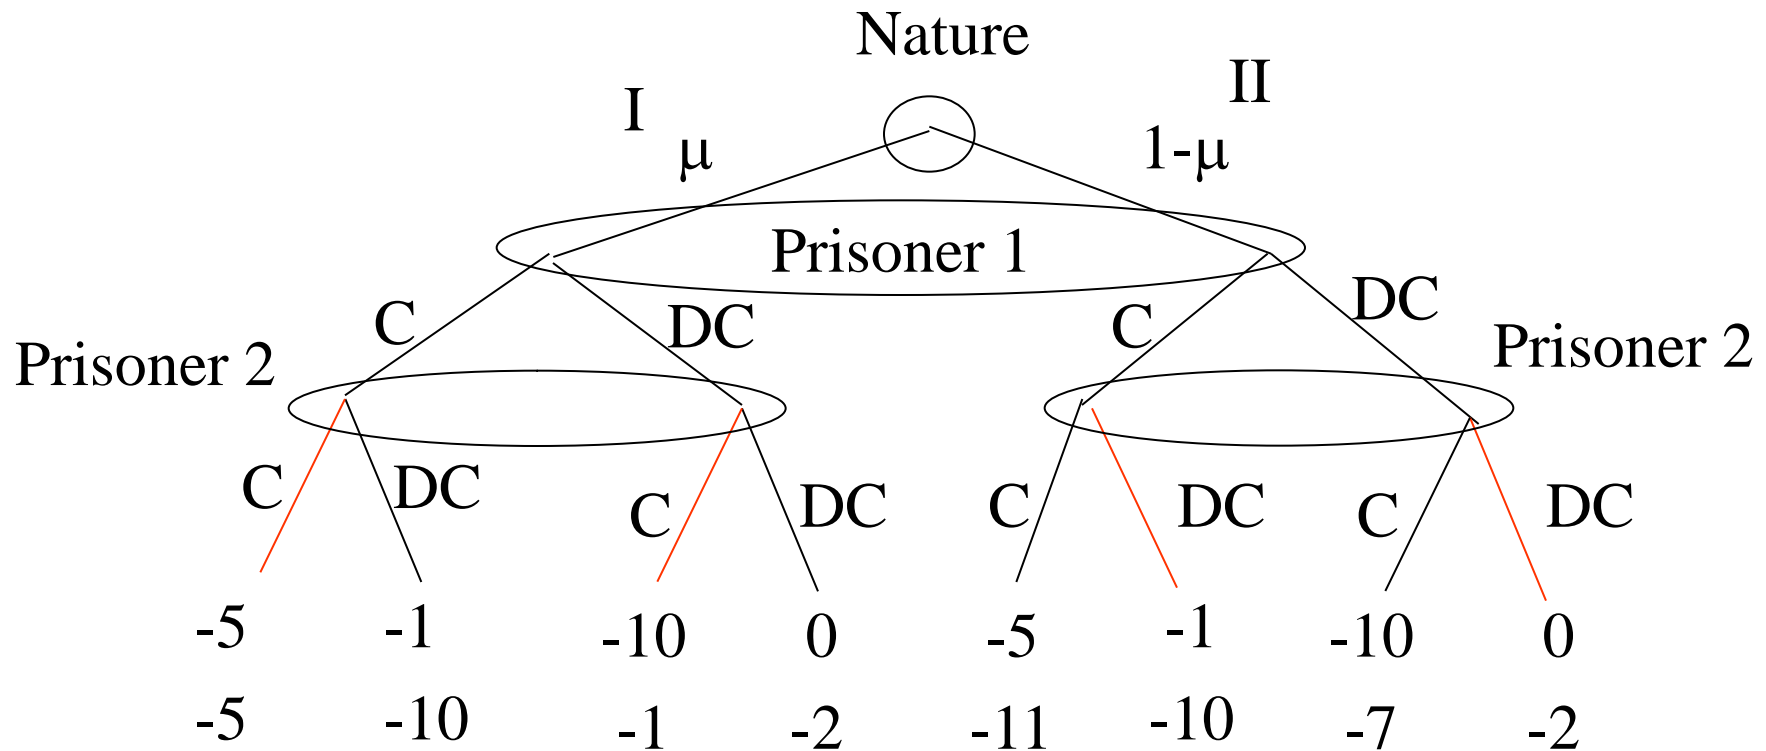 Nature
I
II
μ
1-μ
Prisoner 1
C
DC
C
DC
Prisoner 2
Prisoner 2
C
DC
C
DC
C
DC
C
DC
-5 -1 -10 0 -5 -1 -10 0
-5 -10 -1 -2 -11 -10 -7 -2